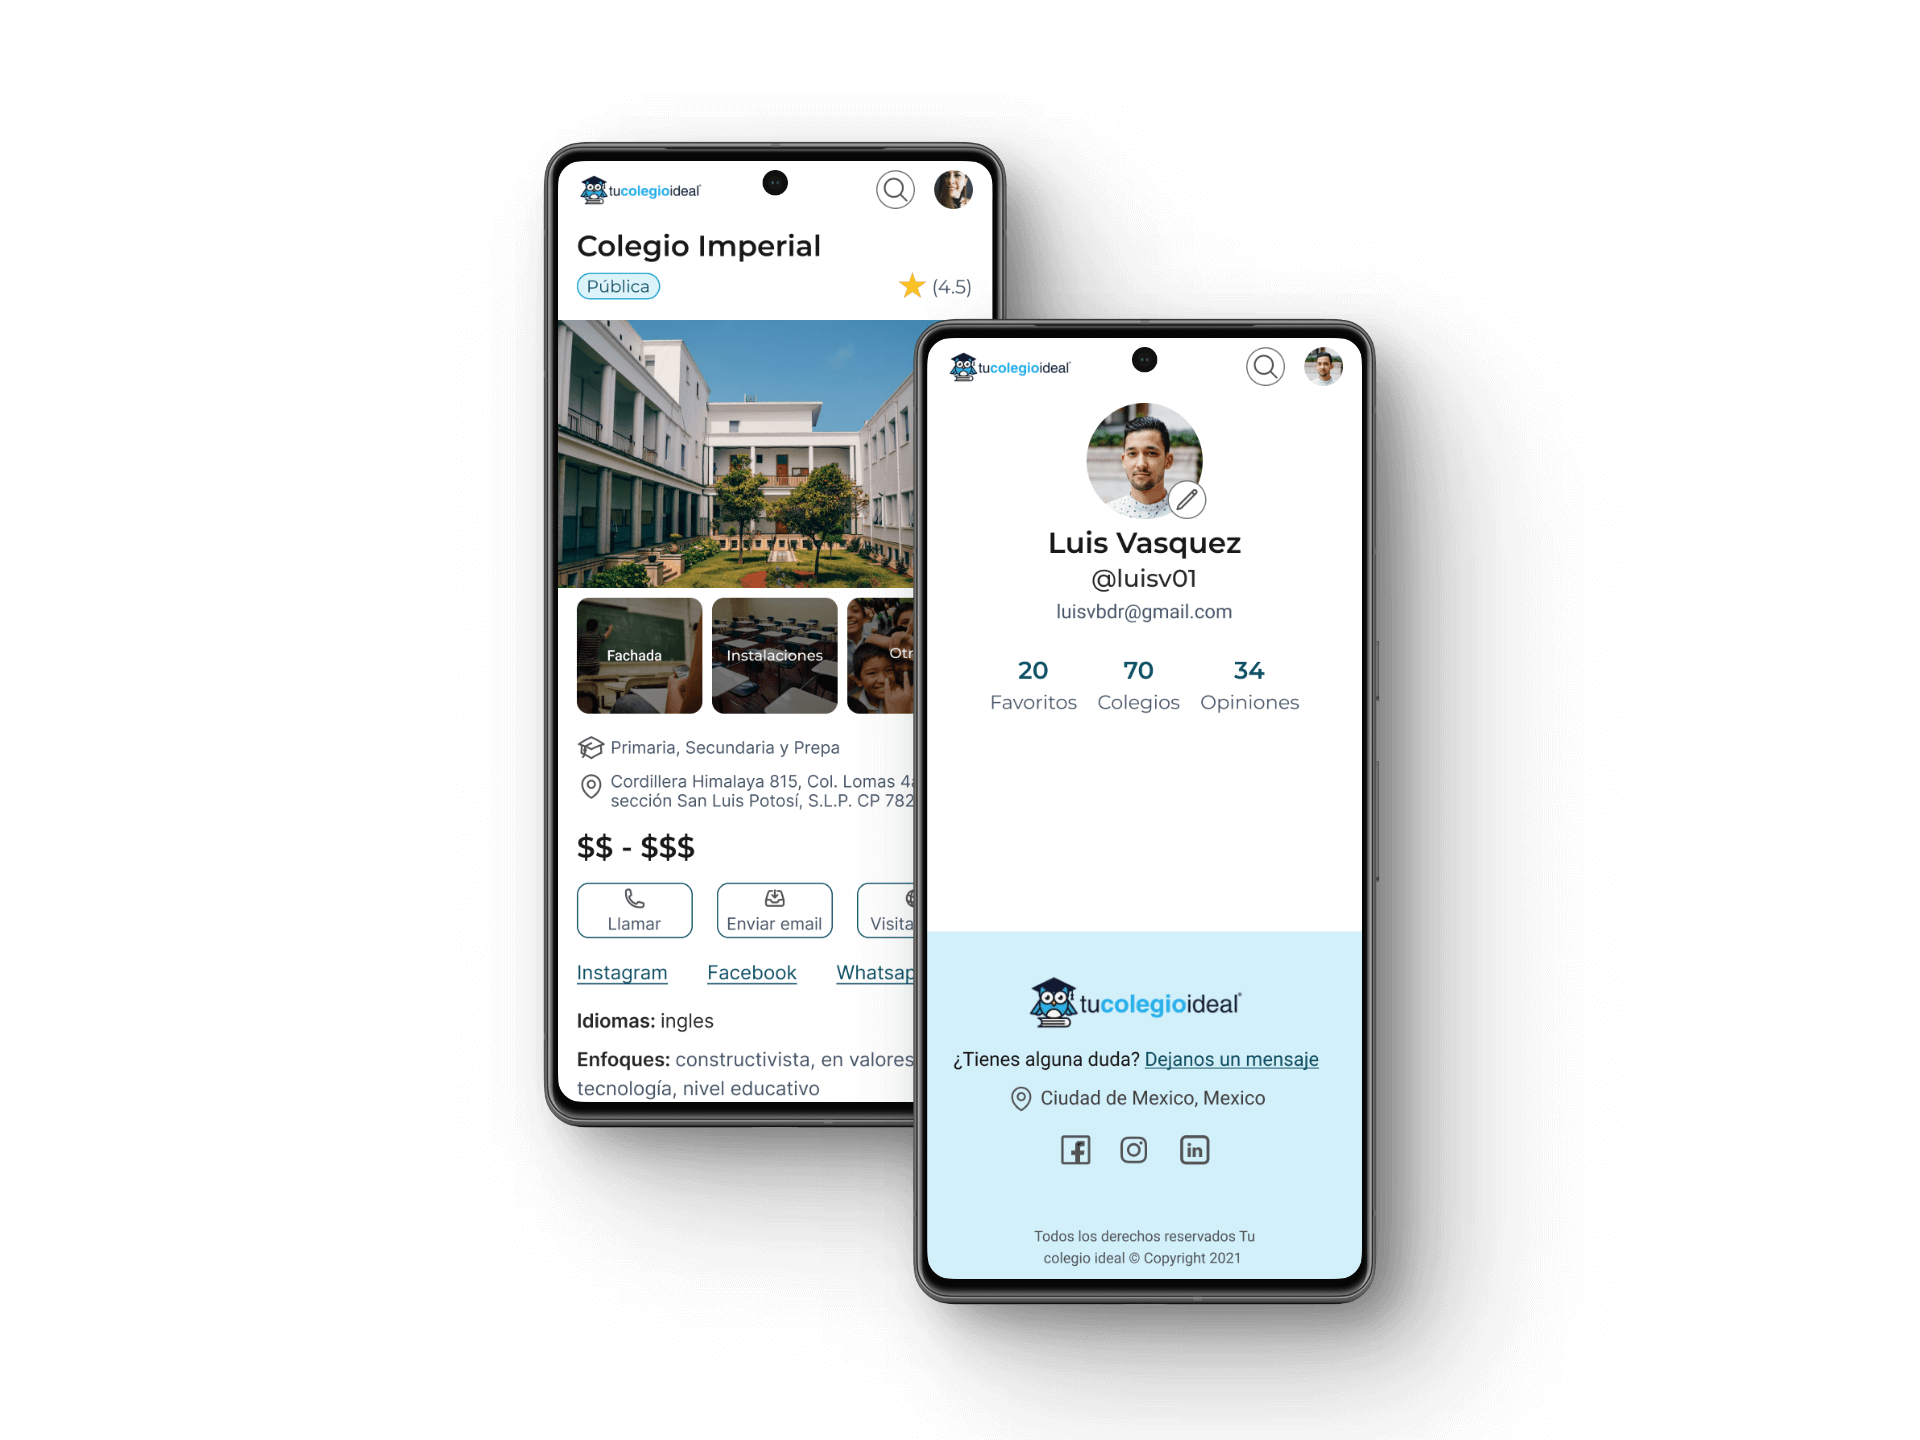 tucolegioideal
Colegio Imperial
Pública
(4.5)
Fachada
Instalaciones
Otr
Primaria, Secundaria y Prepa
Cordillera Himalaya 815, Col. Lomas 4a
sección San Luis Potosí, S.L.P. CP 782
$$ - $$$
Llamar
Enviar email
Visita
Instagram
Facebook
Whatsap
Idiomas: ingles
Enfoques: constructivista, en valores
tecnología, nivel educativo
tucolegioideal
Luis Vasquez
@luisv01
luisvbdr@gmail.com
20
Favoritos
70
Colegios
34
Opiniones
tucolegioideal
¿Tienes alguna duda? Dejanos un mensaje
Ciudad de Mexico, Mexico
Todos los derechos reservados Tu
colegio ideal © Copyright 2021